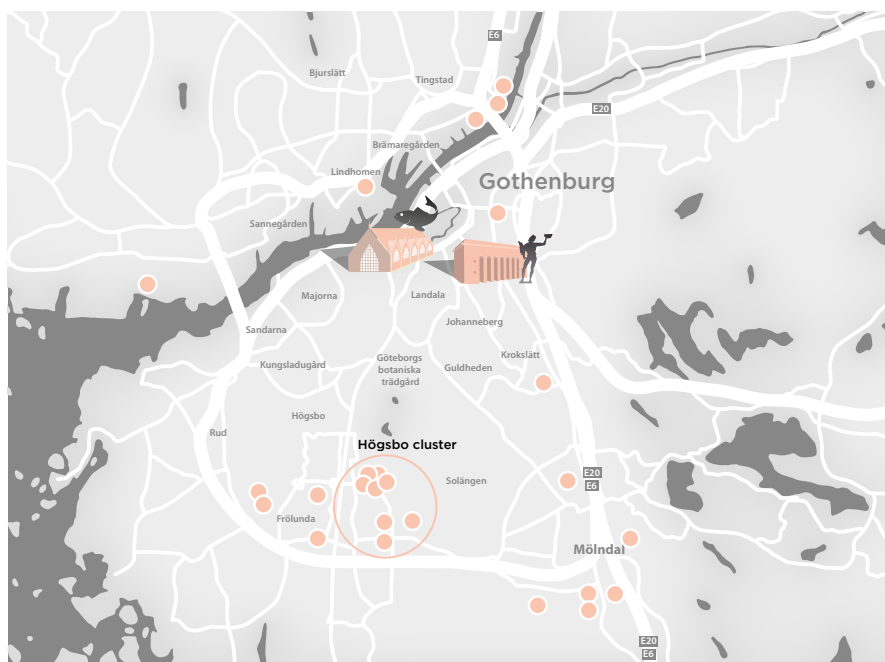 E6
Bjurslätt
Tingstad
E20
Brämaregården
Lindhomen
Gothenburg
Sannegården
Majorna
Landala
Johanneberg
Sandarna
Krokslätt
Kungsladugård
Göteborgs
botaniska
trädgård
Guldheden
Högsbo
Rud
Högsbo cluster
Solängen
E20
E6
Frölunda
Mölndal
E20
E6